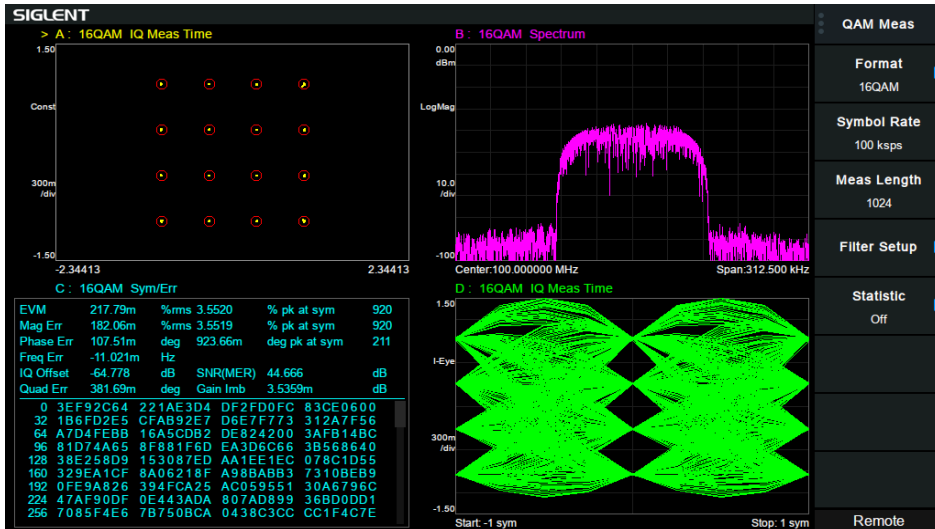 SIGLENT
> A : 16QAM IQ Meas Time
1.50
Const
300m
/div
-1.50
-2.34413 2.34413
B : 16QAM Spectrum
0.00
dBm
LogMag
10.0
/div
-100
Center:100.000000 MHz Span:312.500 kHz
C : 16QAM Sym/Err
EVM 217.79m %rms 3.5520 % pk at sym 920
Mag Err 182.06m %rms 3.5519 % pk at sym 920
Phase Err 107.51m deg 923.66m deg pk at sym 211
Freq Err -11.021m Hz
IQ Offset -64.778 dB SNR(MER) 44.666 dB
Quad Err 381.69m deg Gain Imb 3.5359m dB
0 3EF92C64 221AE3D4 DF2FD0FC 83CE0600
32 1B6FD2E5 CFAB92E7 D6E7F773 312A7F56
64 A7D4FEBB 16A5CDB2 DE824200 3AFB14BC
96 81D74A65 8F881F6D EA3D6C66 3B568640
128 38E258D9 153087ED AA1EE1EC 078C1D55
160 329EA1CF 8A06218F A98BABB3 7310BEB9
192 0FE9A826 394FCA25 AC059551 30A6796C
224 47AF90DF 0E443ADA 807AD899 36BD0DD1
256 7085F4E6 7B750BCA 0438C3CC CC1F4C7E
D : 16QAM IQ Meas Time
1.50
I-Eye
300m
/div
-1.50
Start: -1 sym Stop: 1 sym
QAM Meas
Format
16QAM
Symbol Rate
100 ksps
Meas Length
1024
Filter Setup
Statistic
Off
Remote